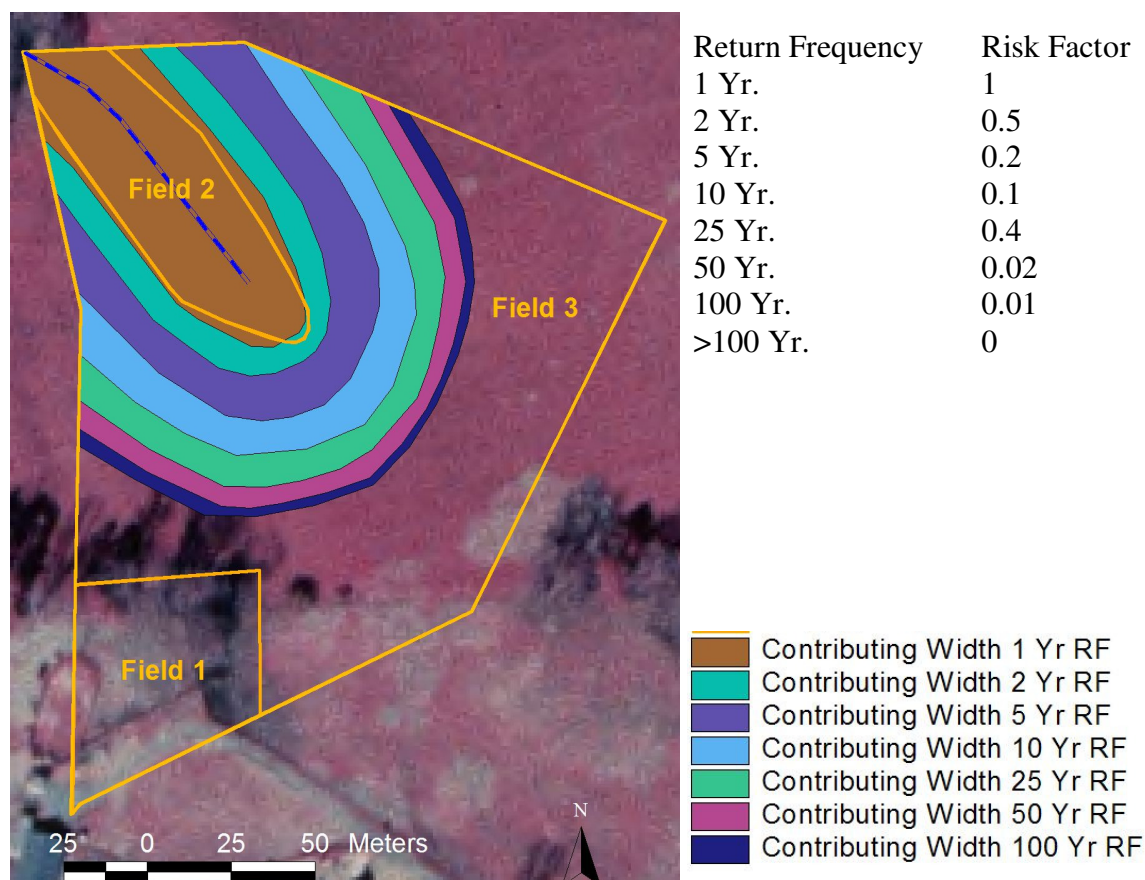 Return Frequency Risk Factor
1 Yr. 1
2 Yr. 0.5
5 Yr. 0.2
10 Yr. 0.1
25 Yr. 0.4
50 Yr. 0.02
100 Yr. 0.01
>100 Yr. 0
Field 2
Field 3
Field 1
25 0 25 50 Meters
N
Contributing Width 1 Yr RF
Contributing Width 2 Yr RF
Contributing Width 5 Yr RF
Contributing Width 10 Yr RF
Contributing Width 25 Yr RF
Contributing Width 50 Yr RF
Contributing Width 100 Yr RF